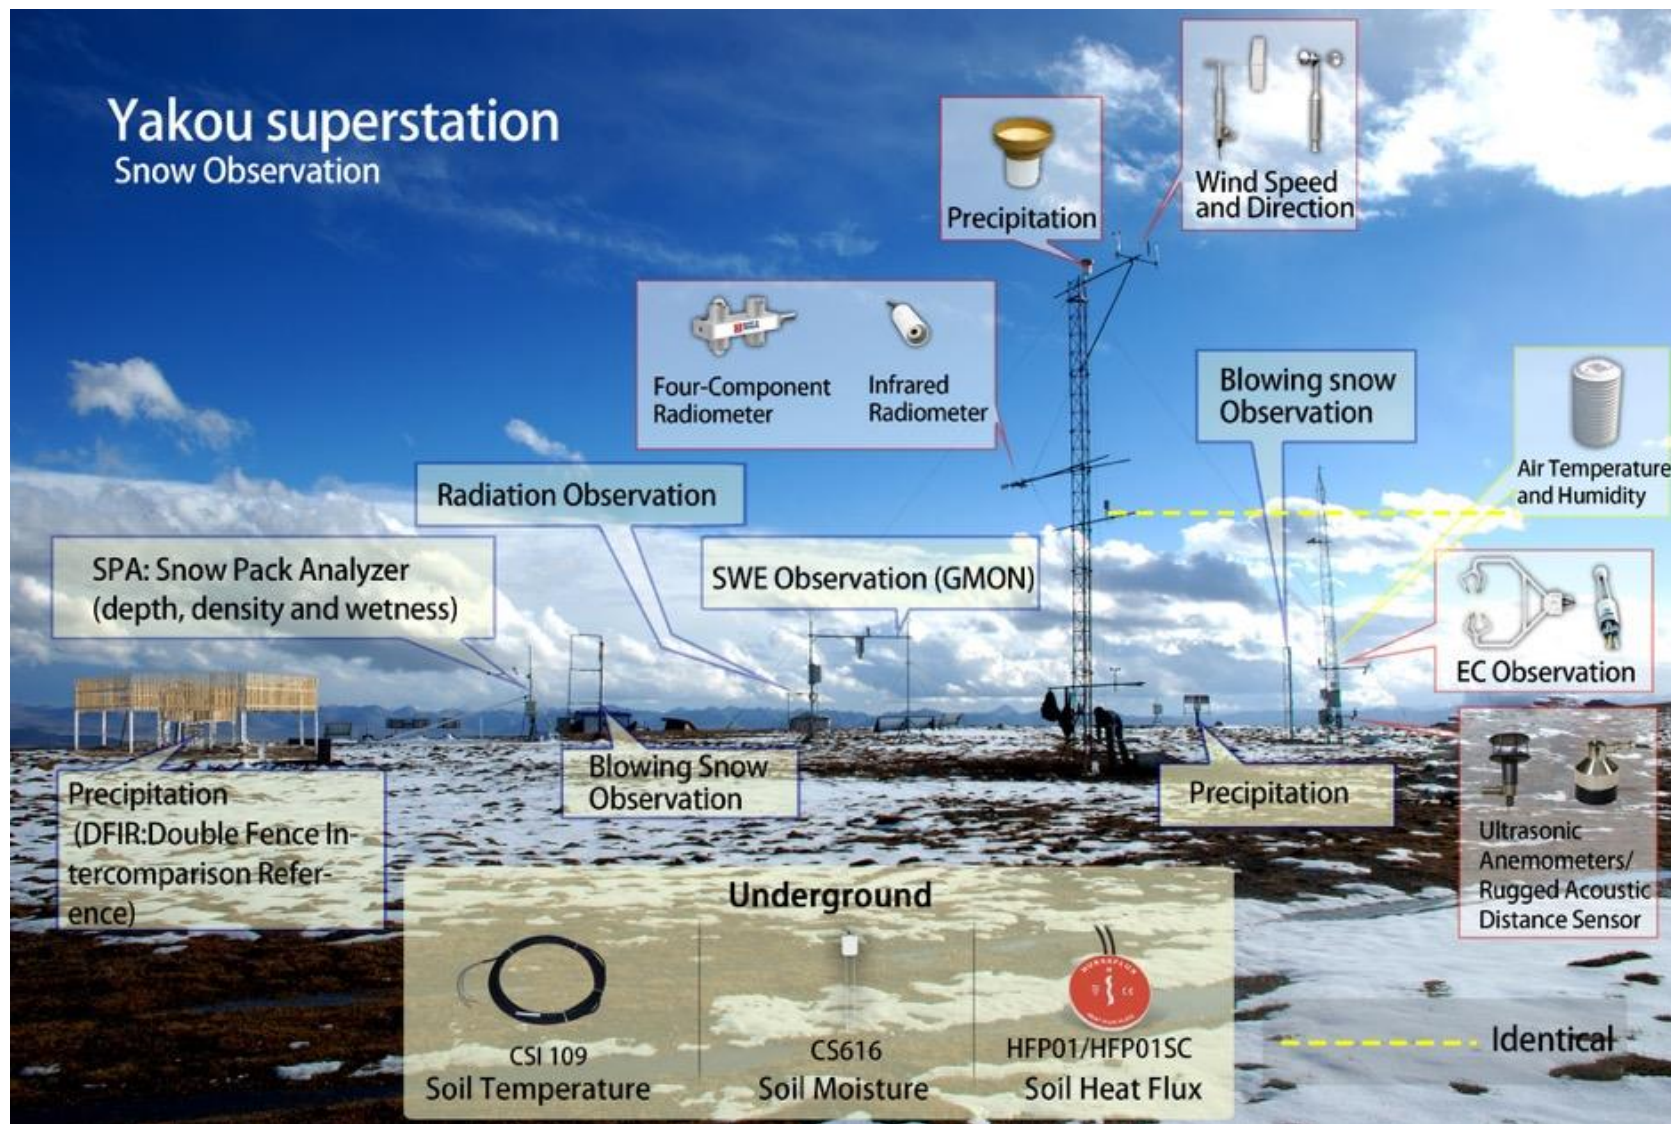 Yakou superstation
Snow Observation
Wind Speed
and Direction
Precipitation
Four-Component
Radiometer
Infrared
Radiometer
Blowing snow
Observation
Air Temperature
and Humidity
Radiation Observation
SPA: Snow Pack Analyzer
(depth, density and wetness)
SWE Observation (GMON)
EC Observation
Blowing Snow
Observation
Precipitation
(DFIR:Double Fence In-
tercomparison Refer-
ence)
Precipitation
Ultrasonic
Anemometers/
Rugged Acoustic
Distance Sensor
Underground
CSI 109
Soil Temperature
CS616
Soil Moisture
HUKSEFLUX
HFP01/HFP01SC
Soil Heat Flux
Identical